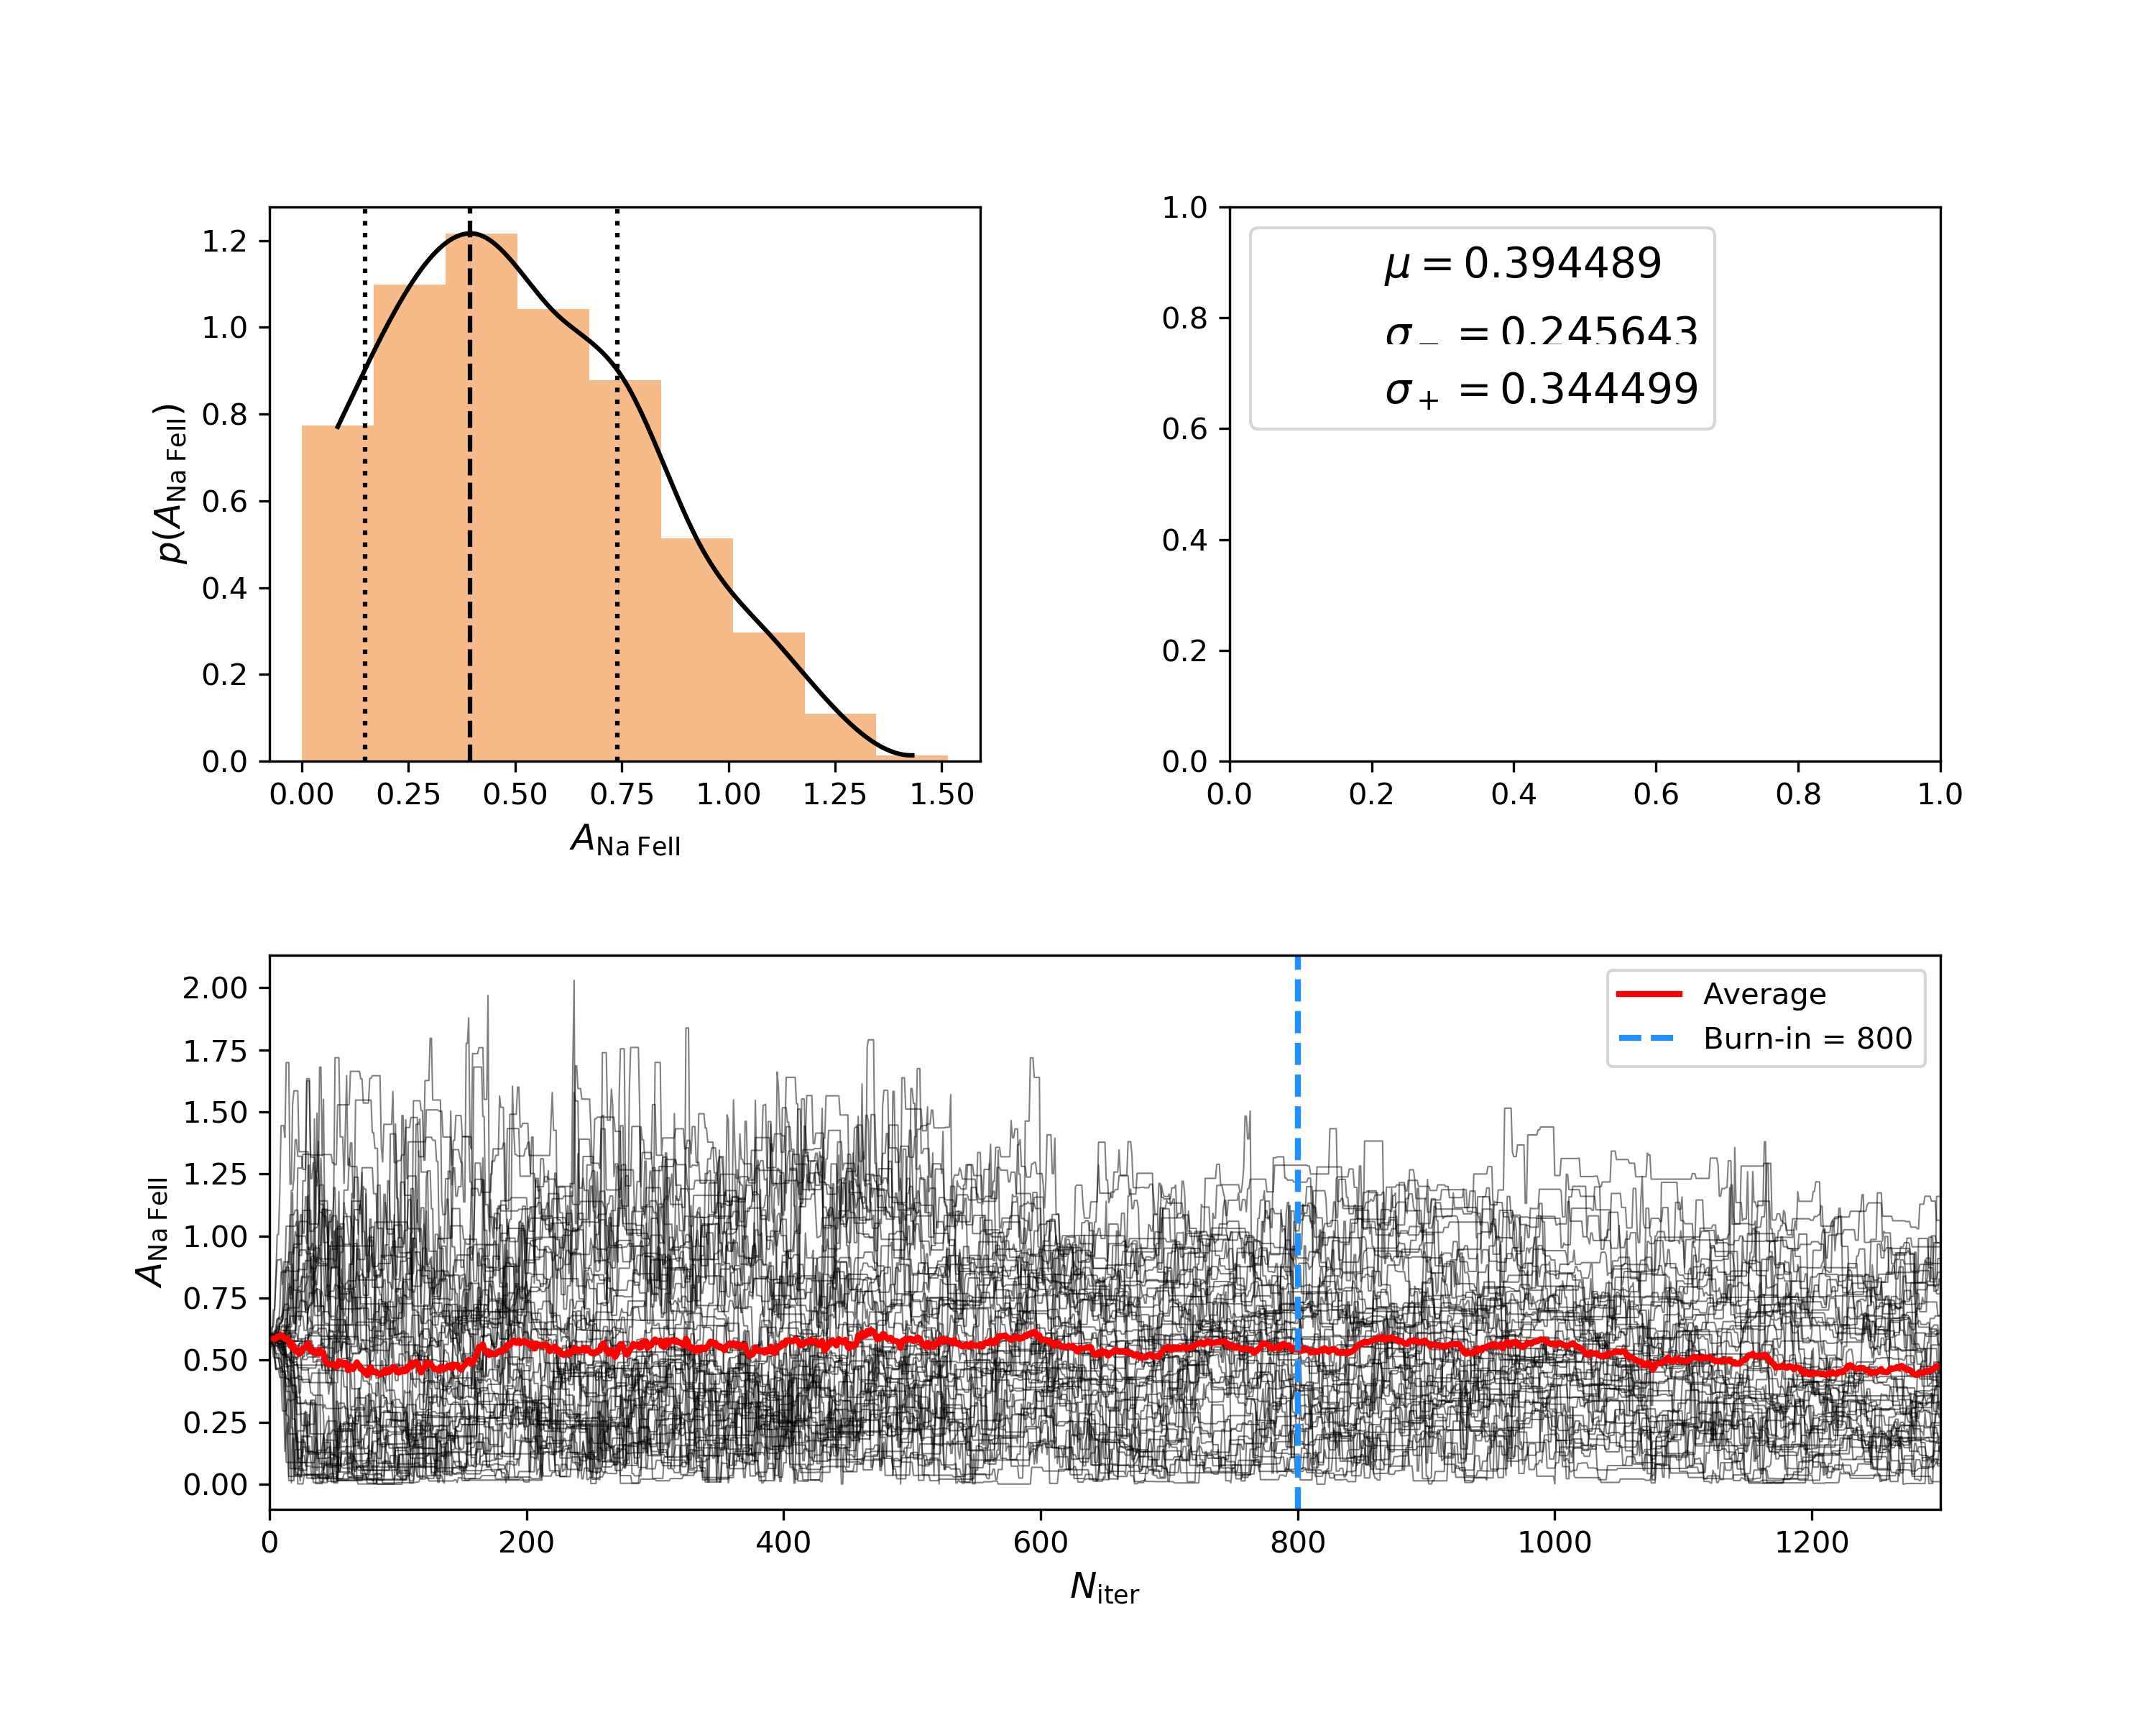 1.2
1.0
0.8
0.6
0.4
0.2
0.0
p(A_Na FeII)
0.00 0.25 0.50 0.75 1.00 1.25 1.50
A_Na FeII
1.0
0.8
0.6
0.4
0.2
0.0
μ = 0.394489
σ_− = 0.245643
σ_+ = 0.344499
0.0 0.2 0.4 0.6 0.8 1.0
2.00
1.75
1.50
1.25
1.00
0.75
0.50
0.25
0.00
A_Na FeII
Average
Burn-in = 800
0 200 400 600 800 1000 1200
N_iter